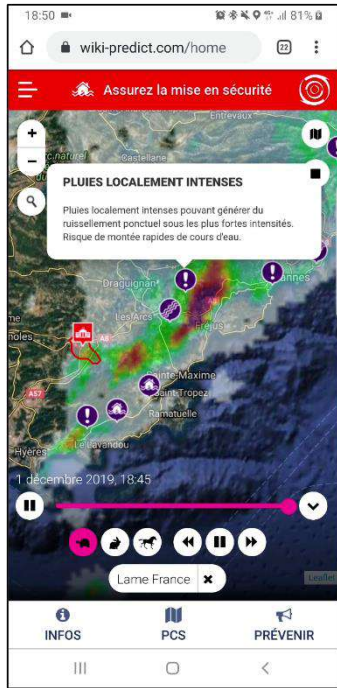 18:50
81%
wiki-predict.com/home
22
Assurez la mise en sécurité
Entrevaux
Castellane
PLUIES LOCALEMENT INTENSES
Pluies localement intenses pouvant générer du
ruissellement ponctuel sous les plus fortes intensités.
Risque de montée rapides de cours d'eau.
Draguignan
Les Arcs
Fréjus
A8
A57
Sainte-Maxime
Saint-Tropez
Ramatuelle
Hyères
Le Lavandou
1 décembre 2019, 18:45
Lame France
Leaflet
INFOS
PCS
PRÉVENIR